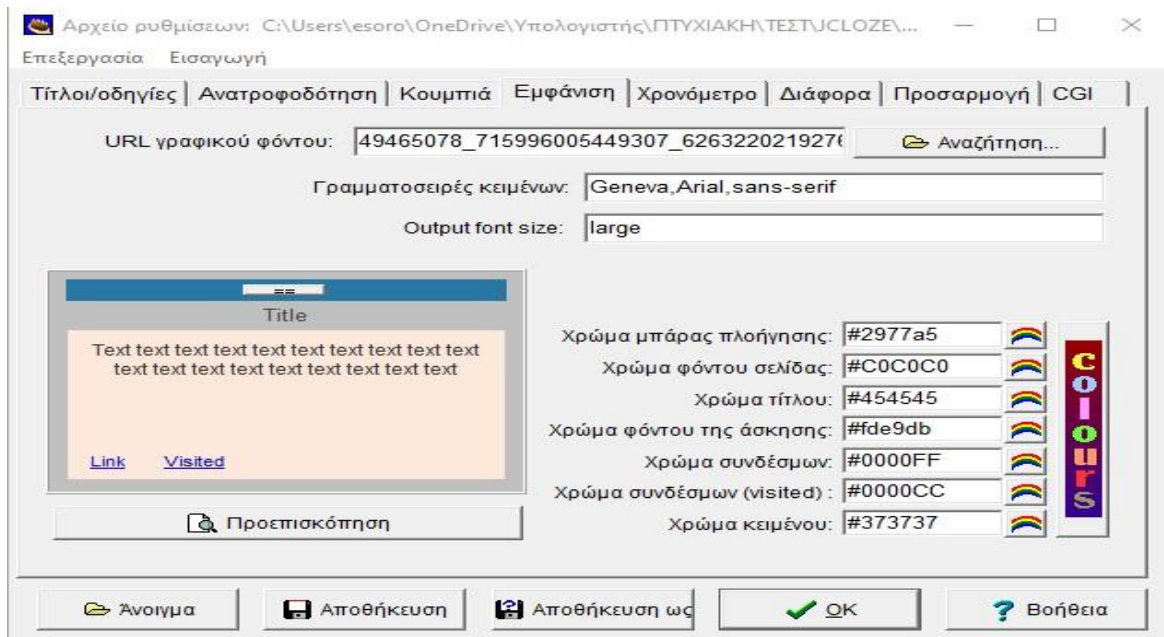 Αρχείο ρυθμίσεων: C:\Users\esoro\OneDrive\Υπολογιστής\ΠΤΥΧΙΑΚΗ\ΤΕΣΤ\JCLOZE\...
Επεξεργασία Εισαγωγή
Τίτλοι/οδηγίες Ανατροφοδότηση Κουμπιά Εμφάνιση Χρονόμετρο Διάφορα Προσαρμογή CGI
URL γραφικού φόντου: 49465078_715996005449307_6263220219276 Αναζήτηση...
Γραμματοσειρές κειμένων: Geneva,Arial,sans-serif
Output font size: large
==
Title
Text text text text text text text text text text
text text text text text text text text text
Link Visited
Προεπισκόπηση
Χρώμα μπάρας πλοήγησης: #2977a5
Χρώμα φόντου σελίδας: #C0C0C0
Χρώμα τίτλου: #454545
Χρώμα φόντου της άσκησης: #fde9db
Χρώμα συνδέσμων: #0000FF
Χρώμα συνδέσμων (visited) : #0000CC
Χρώμα κειμένου: #373737
colours
Άνοιγμα Αποθήκευση Αποθήκευση ως OK Βοήθεια